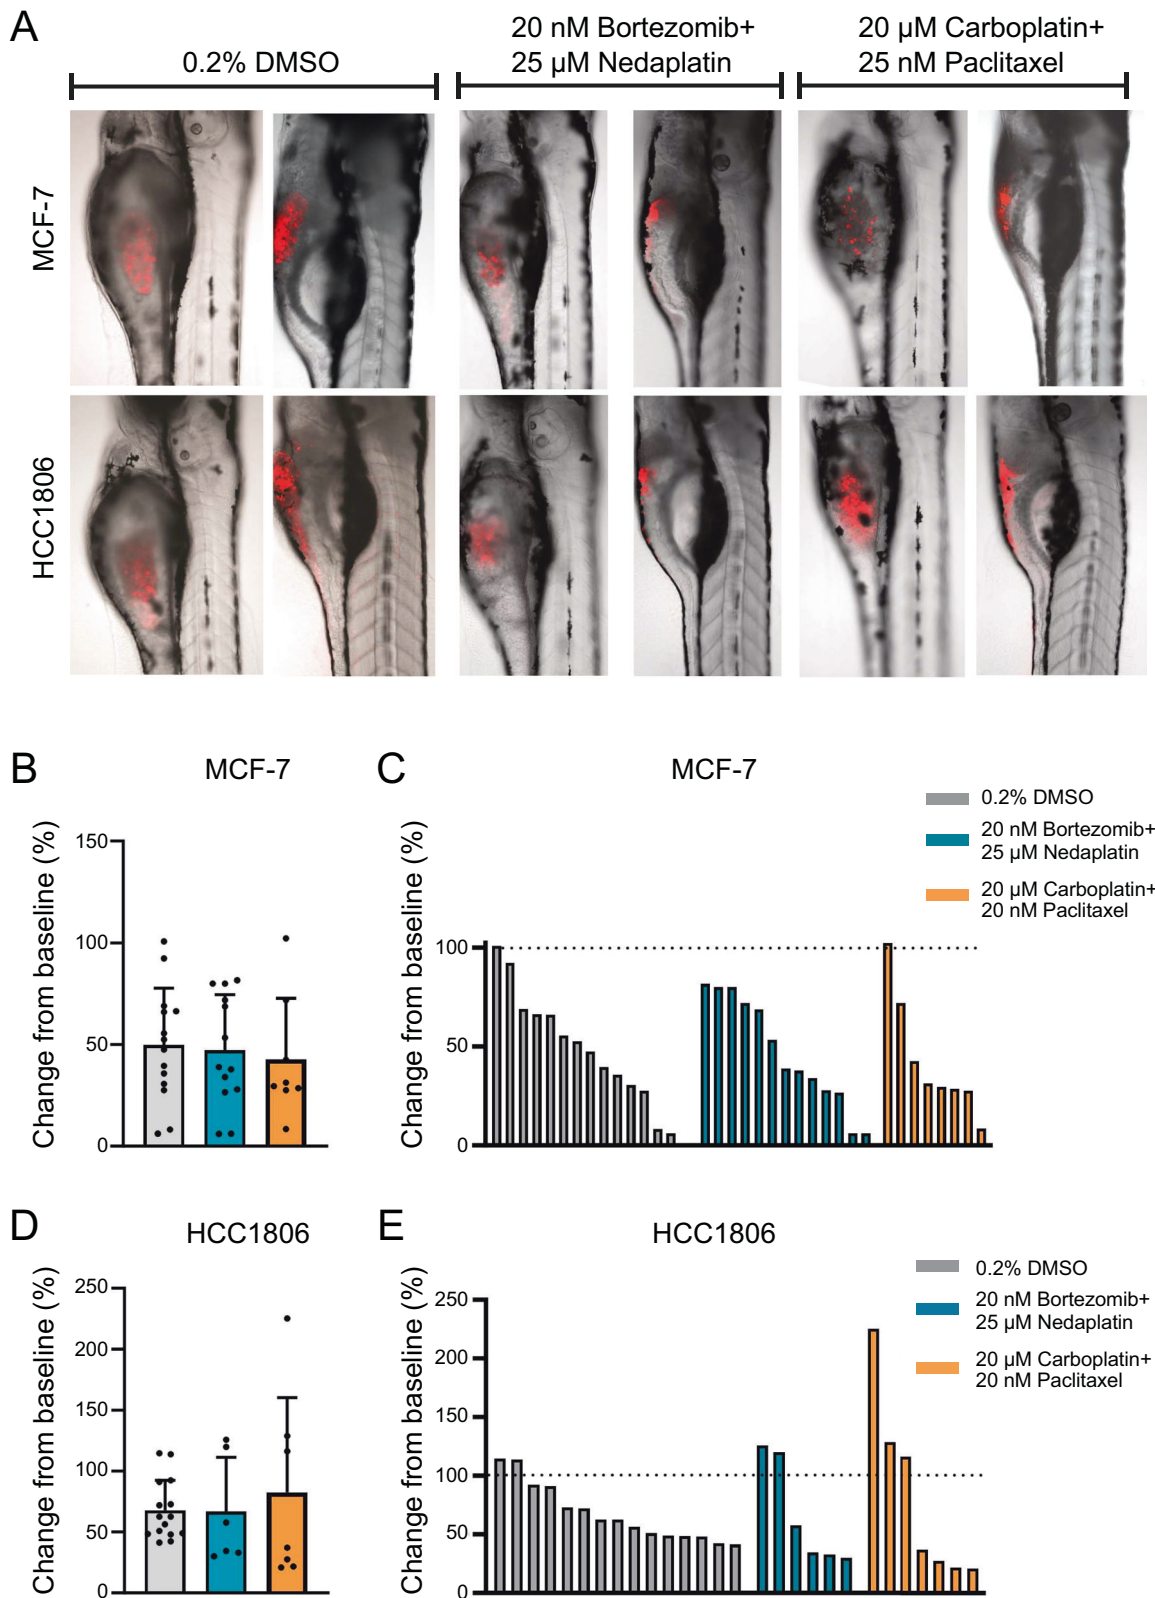 A
0.2% DMSO
20 nM Bortezomib+
25 µM Nedaplatin
20 µM Carboplatin+
25 nM Paclitaxel
MCF-7
HCC1806
B
MCF-7
Change from baseline (%)
150
100
50
0
C
MCF-7
Change from baseline (%)
100
50
0
0.2% DMSO
20 nM Bortezomib+
25 µM Nedaplatin
20 µM Carboplatin+
20 nM Paclitaxel
D
HCC1806
Change from baseline (%)
250
200
150
100
50
0
E
HCC1806
Change from baseline (%)
250
200
150
100
50
0
0.2% DMSO
20 nM Bortezomib+
25 µM Nedaplatin
20 µM Carboplatin+
20 nM Paclitaxel